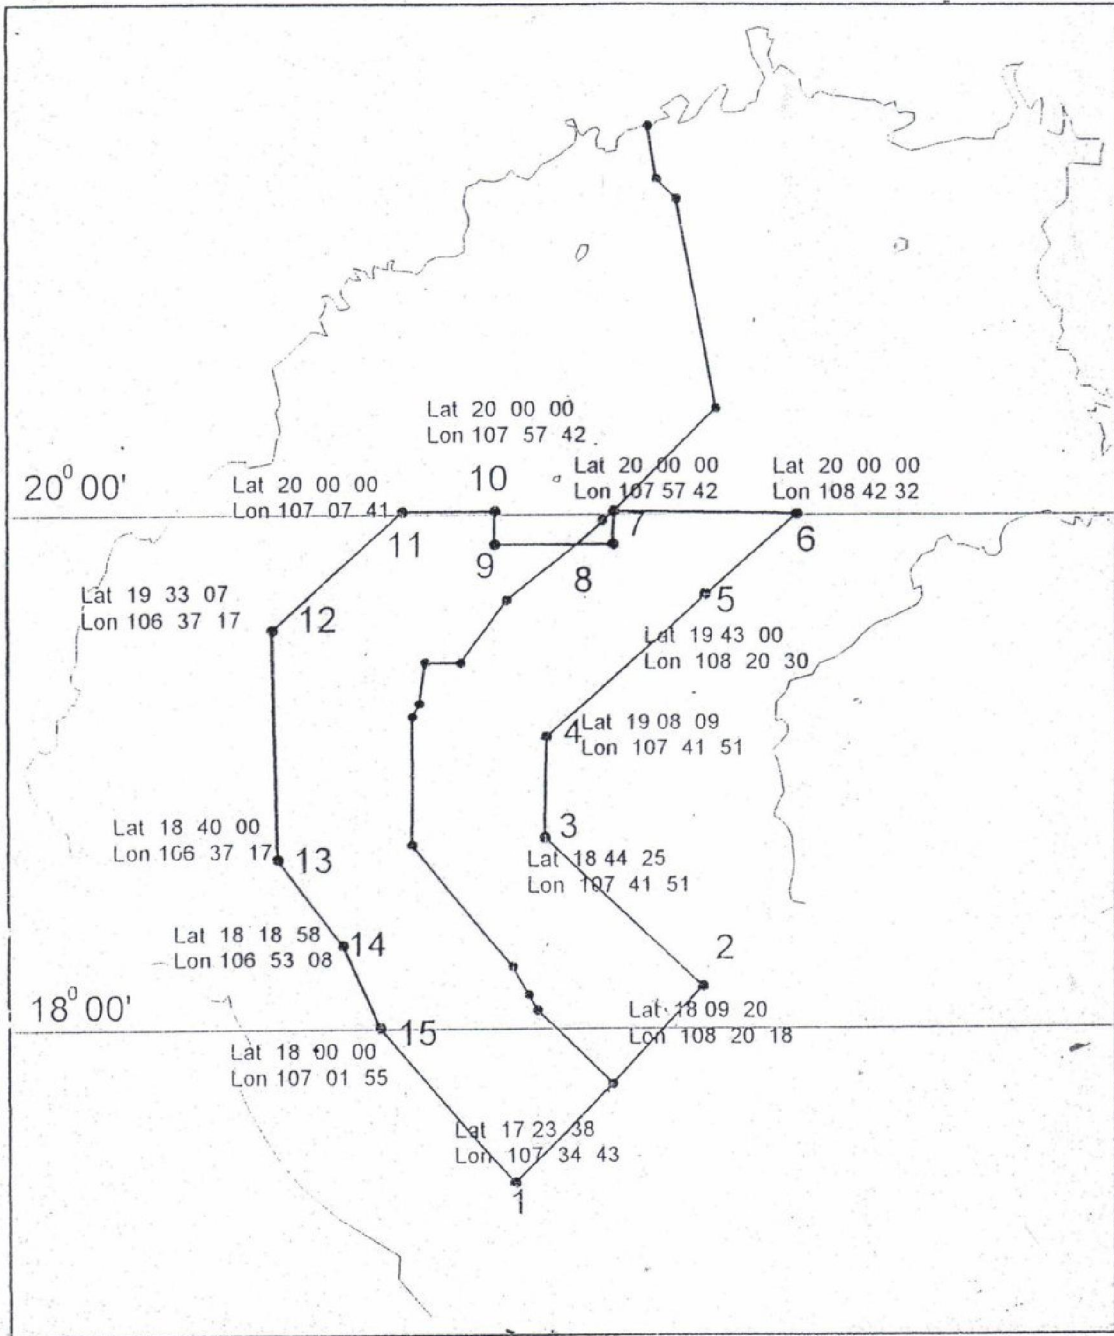 Lat 20 00 00
Lon 107 57 42
20⁰ 00'
Lat 20 00 00
Lon 107 07 41
10
Lat 20 00 00
Lon 107 57 42
Lat 20 00 00
Lon 108 42 32
11
9
8
7
6
5
Lat 19 33 07
Lon 106 37 17
12
Lat 19 43 00
Lon 108 20 30
4
Lat 19 08 09
Lon 107 41 51
3
Lat 18 40 00
Lon 106 37 17
13
Lat 18 44 25
Lon 107 41 51
Lat 18 18 58
Lon 106 53 08
14
2
18⁰ 00'
Lat 18 09 20
Lon 108 20 18
15
Lat 18 00 00
Lon 107 01 55
Lat 17 23 38
Lon 107 34 43
1